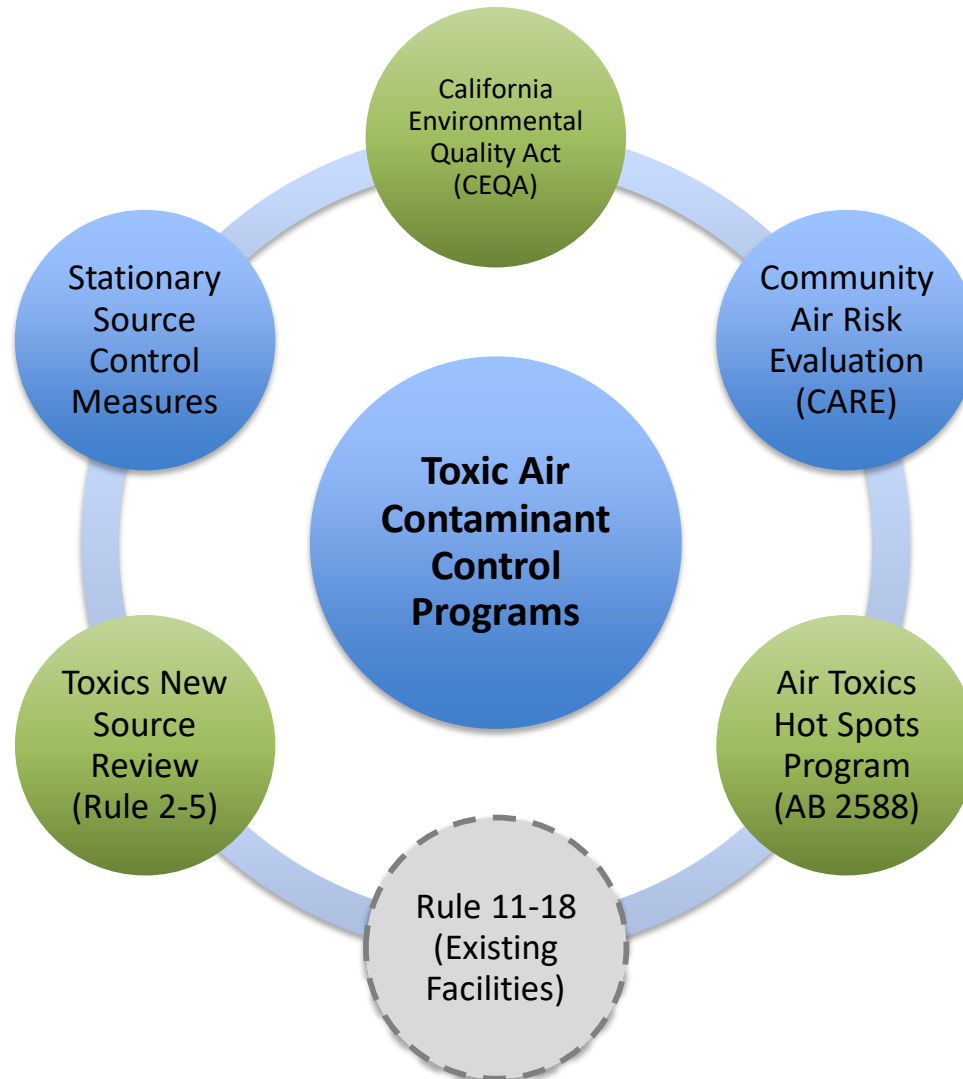 California
Environmental
Quality Act
(CEQA)
Stationary
Source
Control
Measures
Community
Air Risk
Evaluation
(CARE)
Toxic Air
Contaminant
Control
Programs
Toxics New
Source
Review
(Rule 2-5)
Air Toxics
Hot Spots
Program
(AB 2588)
Rule 11-18
(Existing
Facilities)